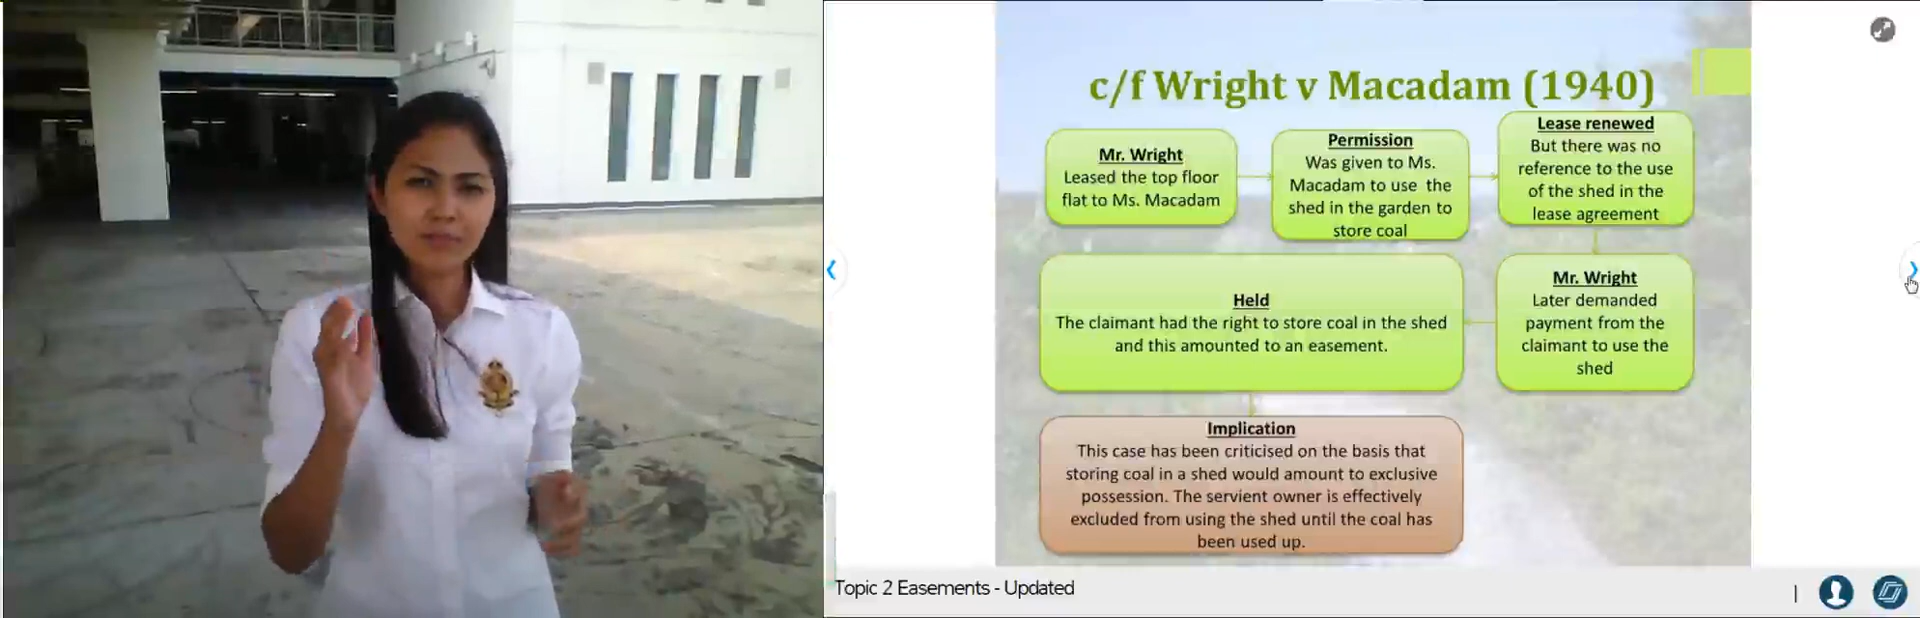 c/f Wright v Macadam (1940)
Mr. Wright
Leased the top floor
flat to Ms. Macadam
Permission
Was given to Ms.
Macadam to use the
shed in the garden to
store coal
Lease renewed
But there was no
reference to the use
of the shed in the
lease agreement
Mr. Wright
Later demanded
payment from the
claimant to use the
shed
Held
The claimant had the right to store coal in the shed
and this amounted to an easement.
Implication
This case has been criticised on the basis that
storing coal in a shed would amount to exclusive
possession. The servient owner is effectively
excluded from using the shed until the coal has
been used up.
Topic 2 Easements - Updated